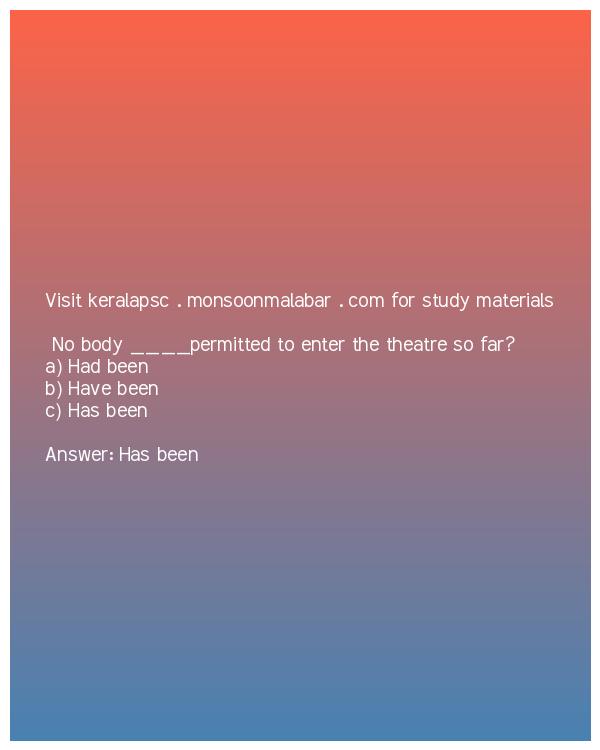 Visit keralapsc . monsoonmalabar . com for study materials
No body ____permitted to enter the theatre so far?
a) Had been
b) Have been
c) Has been
Answer: Has been